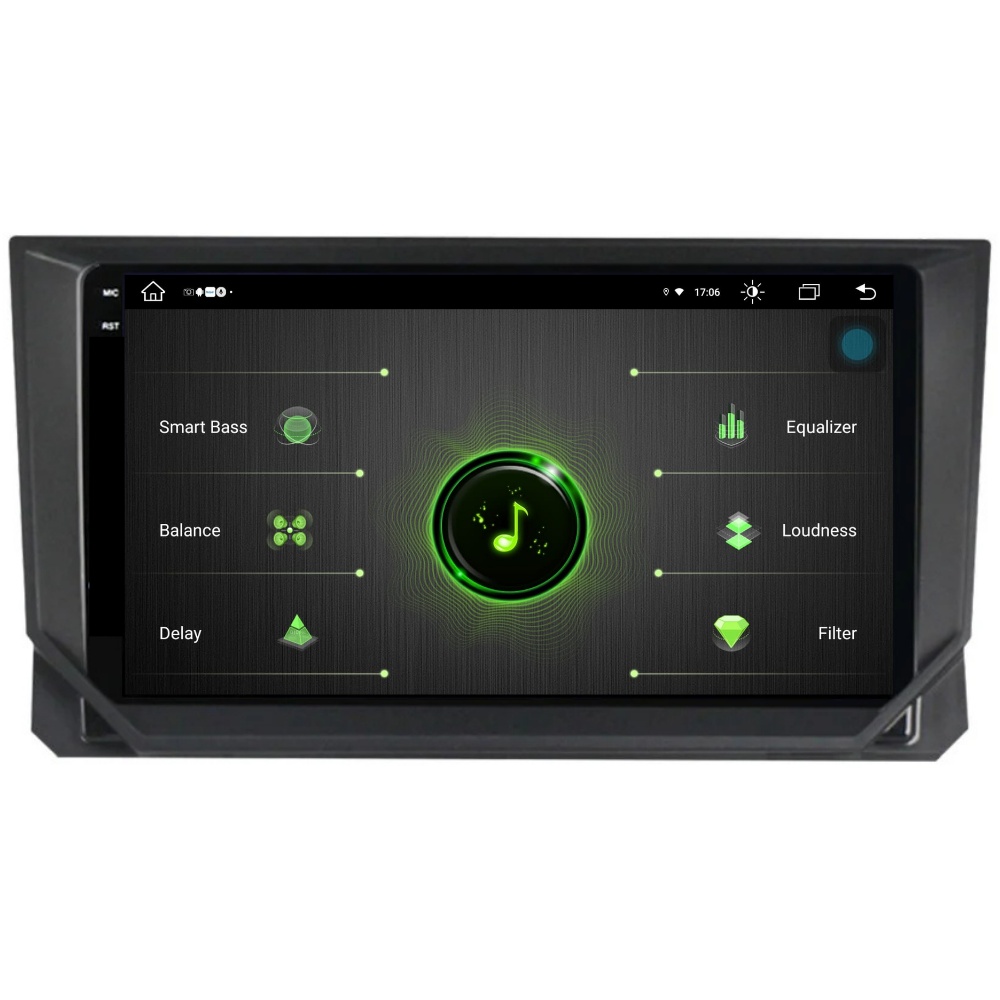 MIC
17:06
RST
Smart Bass
Equalizer
Balance
Loudness
Delay
Filter